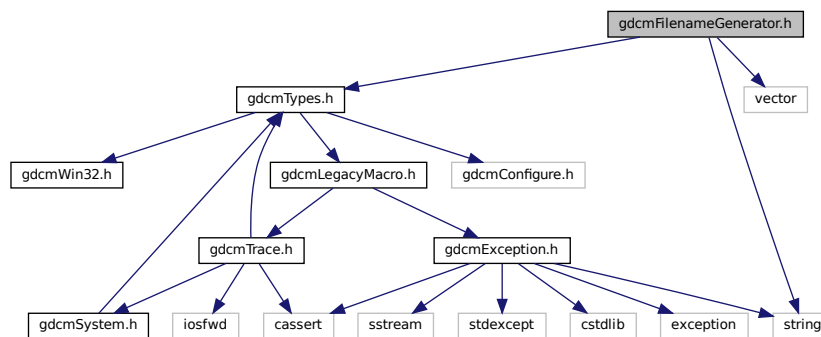 gdcmFilenameGenerator.h
gdcmTypes.h
vector
gdcmWin32.h
gdcmLegacyMacro.h
gdcmConfigure.h
gdcmTrace.h
gdcmException.h
gdcmSystem.h
iosfwd
cassert
sstream
stdexcept
cstdlib
exception
string